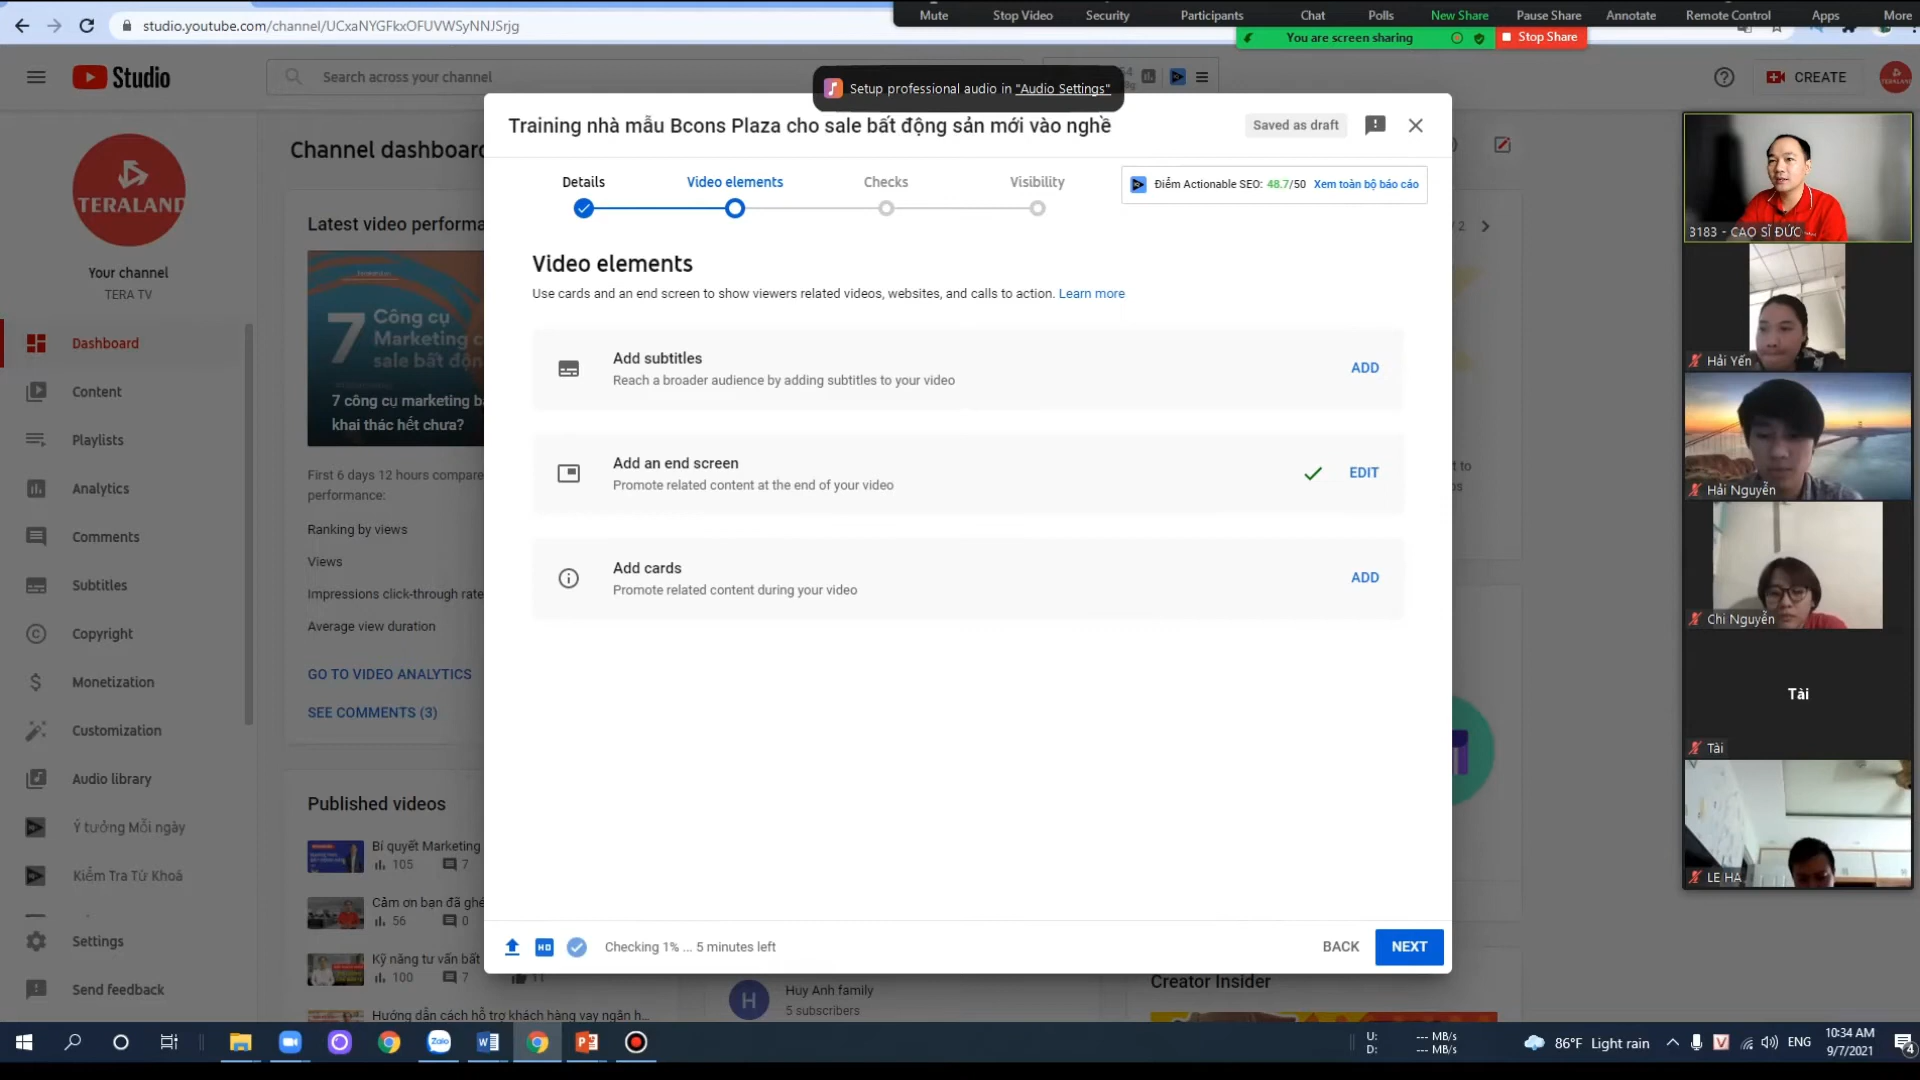 Mute Stop Video Security Participants Chat Polls New Share Pause Share Annotate Remote Control Apps More
studio.youtube.com/channel/UCxaNYGFkxOFUVWSyNNJSrjg
You are screen sharing Stop Share
Studio
Search across your channel
Setup professional audio in "Audio Settings"
CREATE
TERALAND
Training nhà mẫu Bcons Plaza cho sale bất động sản mới vào nghề
Saved as draft
Channel dashboard
Details Video elements Checks Visibility
Điểm Actionable SEO: 48.7/50 Xem toàn bộ báo cáo
TERALAND
Your channel
TERA TV
Latest video performa
7 Công cụ
Marketing
sale bất độn
7 công cụ marketing b
khai thác hết chưa?
Video elements
Use cards and an end screen to show viewers related videos, websites, and calls to action. Learn more
Add subtitles
Reach a broader audience by adding subtitles to your video
ADD
Add an end screen
Promote related content at the end of your video
EDIT
Add cards
Promote related content during your video
ADD
Dashboard
Content
Playlists
Analytics
Comments
Subtitles
Copyright
Monetization
Customization
Audio library
Ý tưởng Mỗi ngày
Kiểm Tra Từ Khoá
Settings
Send feedback
First 6 days 12 hours compare
performance:
Ranking by views
Views
Impressions click-through rate
Average view duration
GO TO VIDEO ANALYTICS
SEE COMMENTS (3)
Published videos
Bí quyết Marketing
105 7
Cảm ơn bạn đã ghé
56 0
Kỹ năng tư vấn bất
100 7 11
Hướng dẫn cách hỗ trợ khách hàng vay ngân h...
Checking 1% ... 5 minutes left
BACK NEXT
H
Huy Anh family
5 subscribers
Creator Insider
3183 - CAO SĨ ĐỨC -...
Hải Yến
Hải Nguyễn
Chi Nguyễn
Tài
Tài
LE HA
U: --- MB/s
D: --- MB/s
86°F Light rain
ENG
10:34 AM
9/7/2021
4